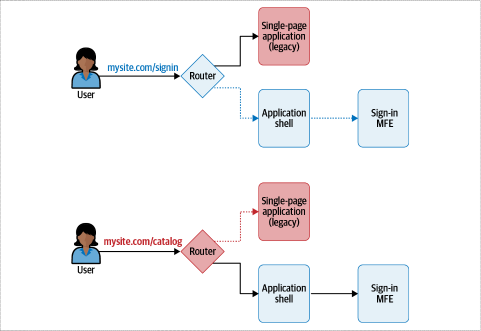 Single-page
application
(legacy)
mysite.com/signin
Router
User
Application
shell
Sign-in
MFE
Single-page
application
(legacy)
mysite.com/catalog
Router
User
Application
shell
Sign-in
MFE